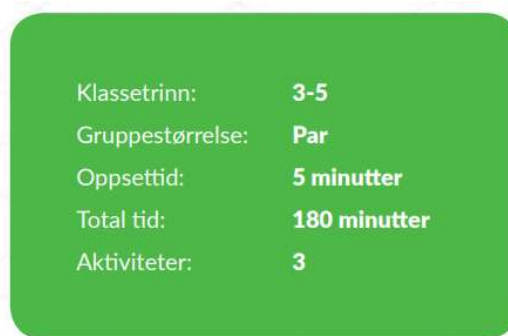 Klassetrinn: 3-5
Gruppestørrelse: Par
Oppsettid: 5 minutter
Total tid: 180 minutter
Aktiviteter: 3